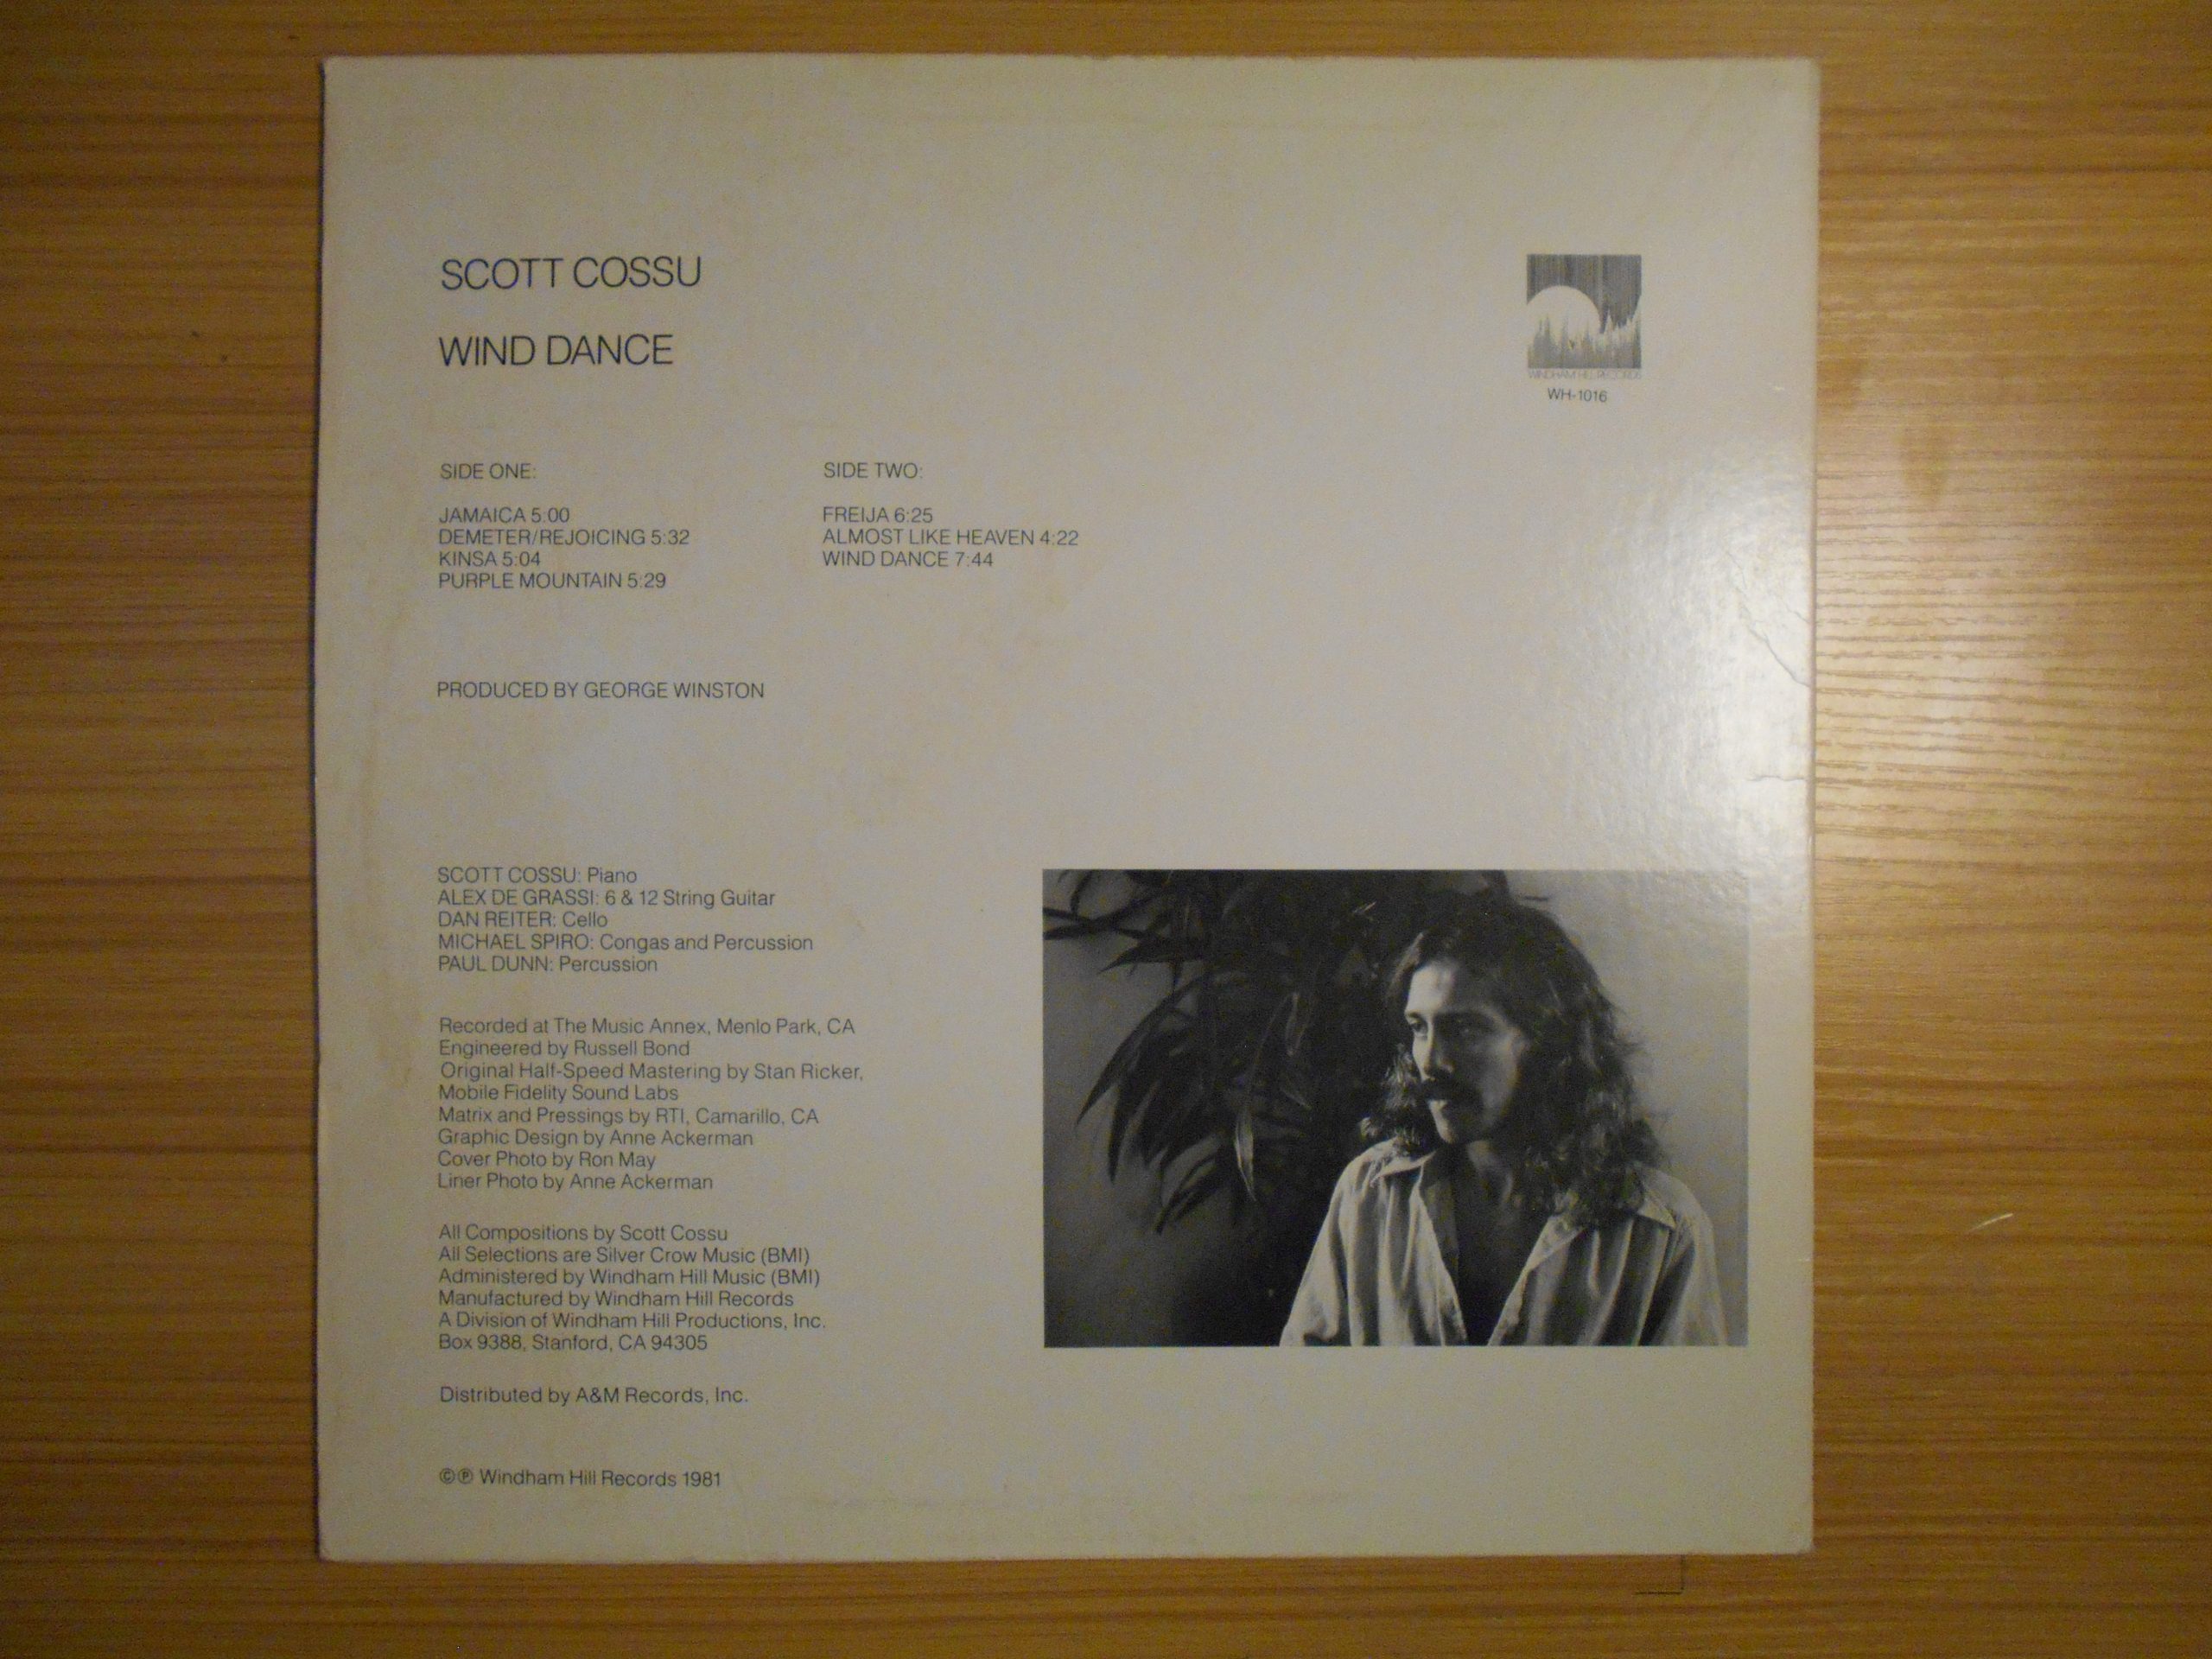 SCOTT COSSU
WIND DANCE
WINDHAM HILL RECORDS
WH-1016
SIDE ONE:
JAMAICA 5:00
DEMETER/REJOICING 5:32
KINSA 5:04
PURPLE MOUNTAIN 5:29
SIDE TWO:
FREIJA 6:25
ALMOST LIKE HEAVEN 4:22
WIND DANCE 7:44
PRODUCED BY GEORGE WINSTON
SCOTT COSSU: Piano
ALEX DE GRASSI: 6 & 12 String Guitar
DAN REITER: Cello
MICHAEL SPIRO: Congas and Percussion
PAUL DUNN: Percussion
Recorded at The Music Annex, Menlo Park, CA
Engineered by Russell Bond
Original Half-Speed Mastering by Stan Ricker,
Mobile Fidelity Sound Labs
Matrix and Pressings by RTI, Camarillo, CA
Graphic Design by Anne Ackerman
Cover Photo by Ron May
Liner Photo by Anne Ackerman
All Compositions by Scott Cossu
All Selections are Silver Crow Music (BMI)
Administered by Windham Hill Music (BMI)
Manufactured by Windham Hill Records
A Division of Windham Hill Productions, Inc.
Box 9388, Stanford, CA 94305
Distributed by A&M Records, Inc.
©℗ Windham Hill Records 1981